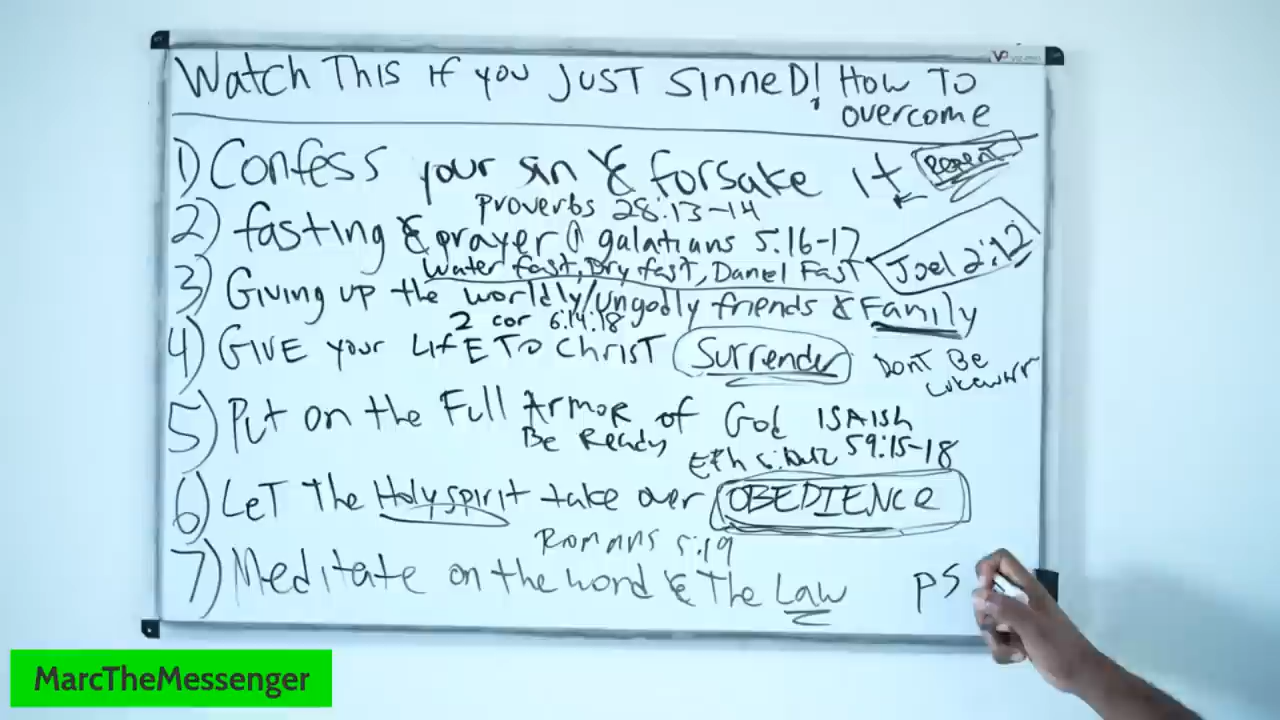 Watch This if you JUST SINNED! How To
overcome
1) Confess your sin & forsake it Repent
Proverbs 28:13-14
2) fasting & prayer galatians 5:16-17
Water fast, Dry fast, Daniel Fast Joel 2:12
3) Giving up the worldly/ungodly friends & Family
2 cor 6:14:18
4) GIVE your LIFE TO Christ Surrender DONT BE
5) Put on the Full Armor of God ISAISH
Be Ready Eph 59:15-18
6) LET The Holyspirit take over OBEDIENCE
Romans 5:19
7) Meditate on the word & The Law PS
MarcTheMessenger